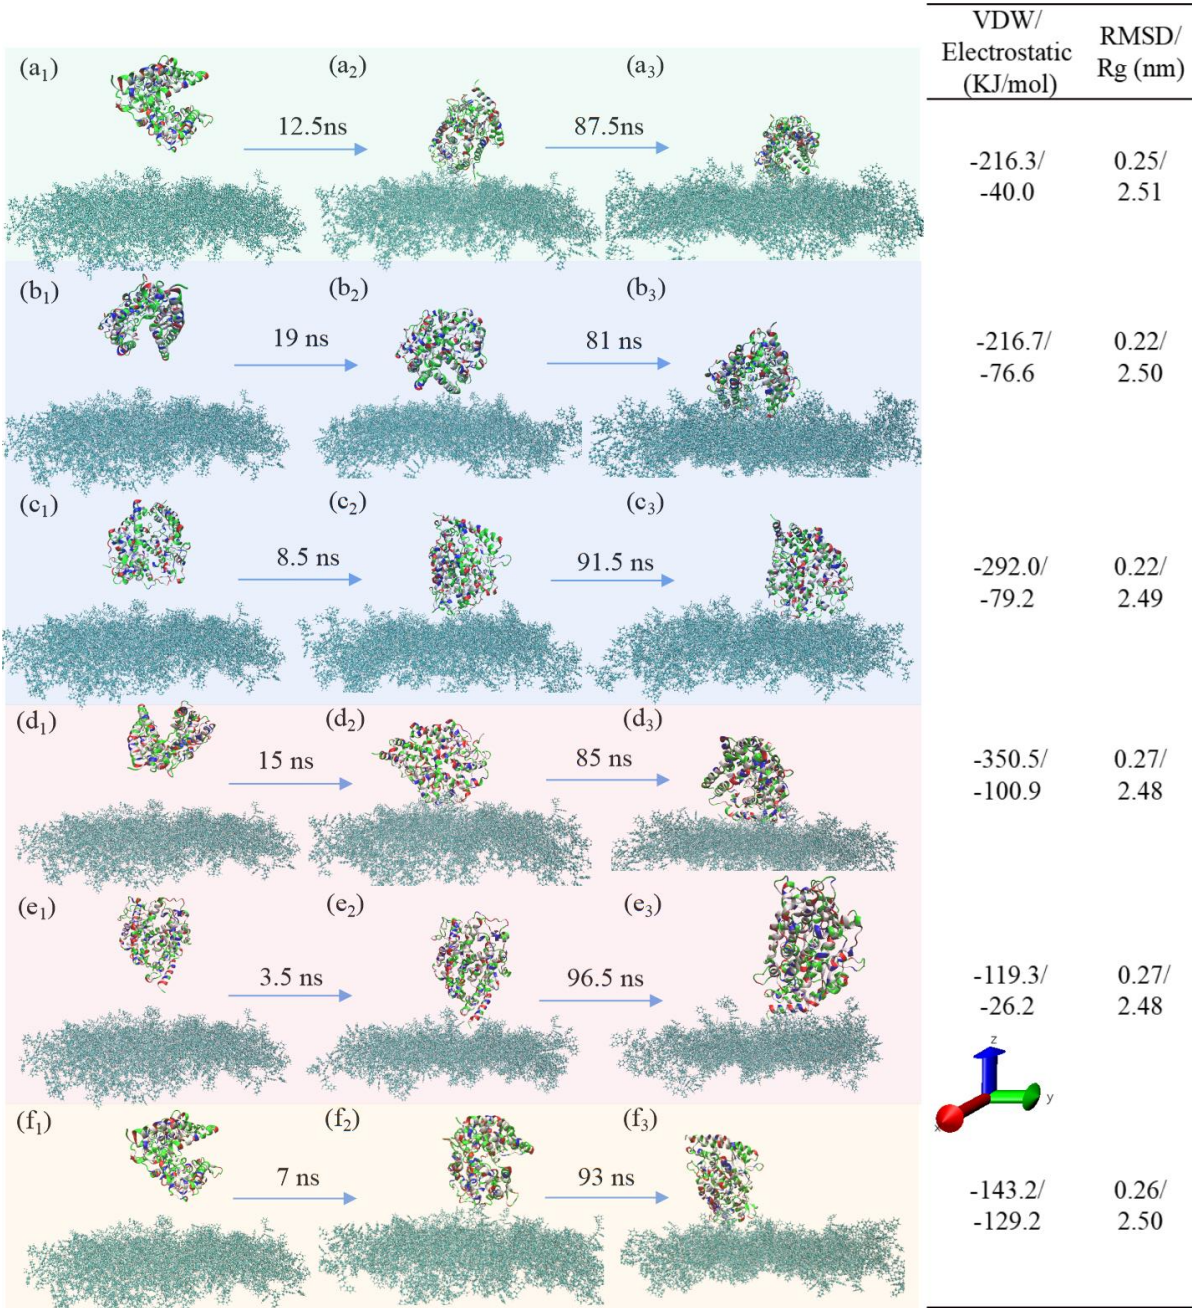 VDW/
Electrostatic
(KJ/mol)
RMSD/
Rg (nm)
(a₁)
12.5ns
(a₂)
87.5ns
(a₃)
-216.3/
-40.0
0.25/
2.51
(b₁)
19 ns
(b₂)
81 ns
(b₃)
-216.7/
-76.6
0.22/
2.50
(c₁)
8.5 ns
(c₂)
91.5 ns
(c₃)
-292.0/
-79.2
0.22/
2.49
(d₁)
15 ns
(d₂)
85 ns
(d₃)
-350.5/
-100.9
0.27/
2.48
(e₁)
3.5 ns
(e₂)
96.5 ns
(e₃)
-119.3/
-26.2
0.27/
2.48
z
y
x
(f₁)
7 ns
(f₂)
93 ns
(f₃)
-143.2/
-129.2
0.26/
2.50